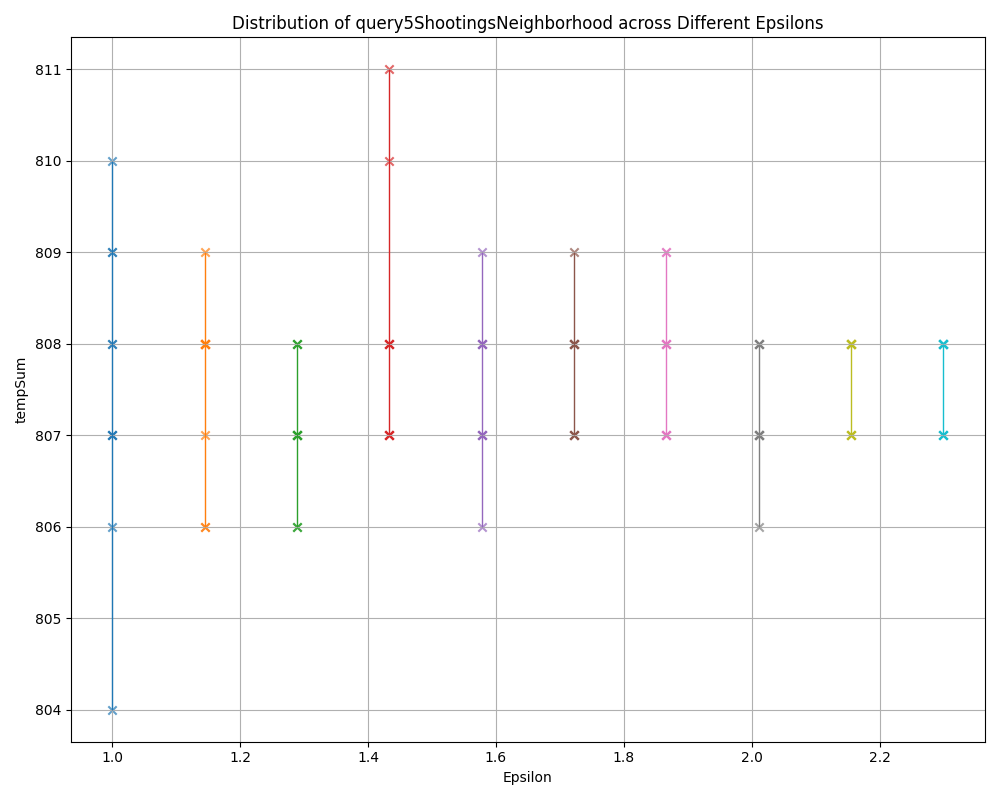 Distribution of query5ShootingsNeighborhood across Different Epsilons
811
810
809
808
807
806
805
804
tempSum
1.0 1.2 1.4 1.6 1.8 2.0 2.2
Epsilon